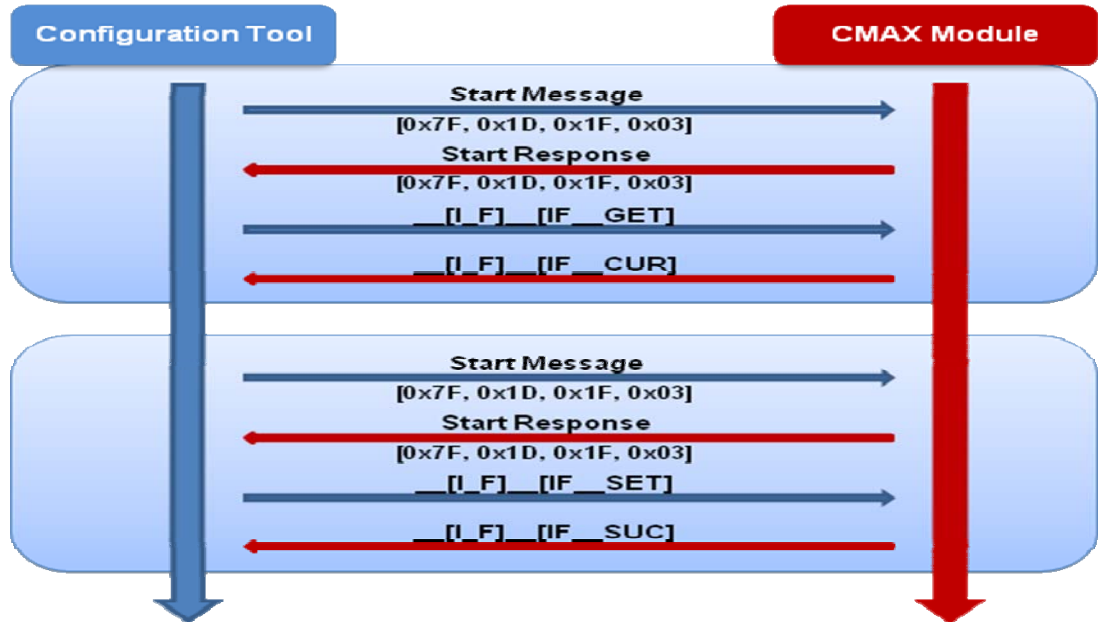 Configuration Tool
CMAX Module
Start Message
[0x7F, 0x1D, 0x1F, 0x03]
Start Response
[0x7F, 0x1D, 0x1F, 0x03]
__[I_F]__[IF__GET]
__[I_F]__[IF__CUR]
Start Message
[0x7F, 0x1D, 0x1F, 0x03]
Start Response
[0x7F, 0x1D, 0x1F, 0x03]
__[I_F]__[IF__SET]
__[I_F]__[IF__SUC]